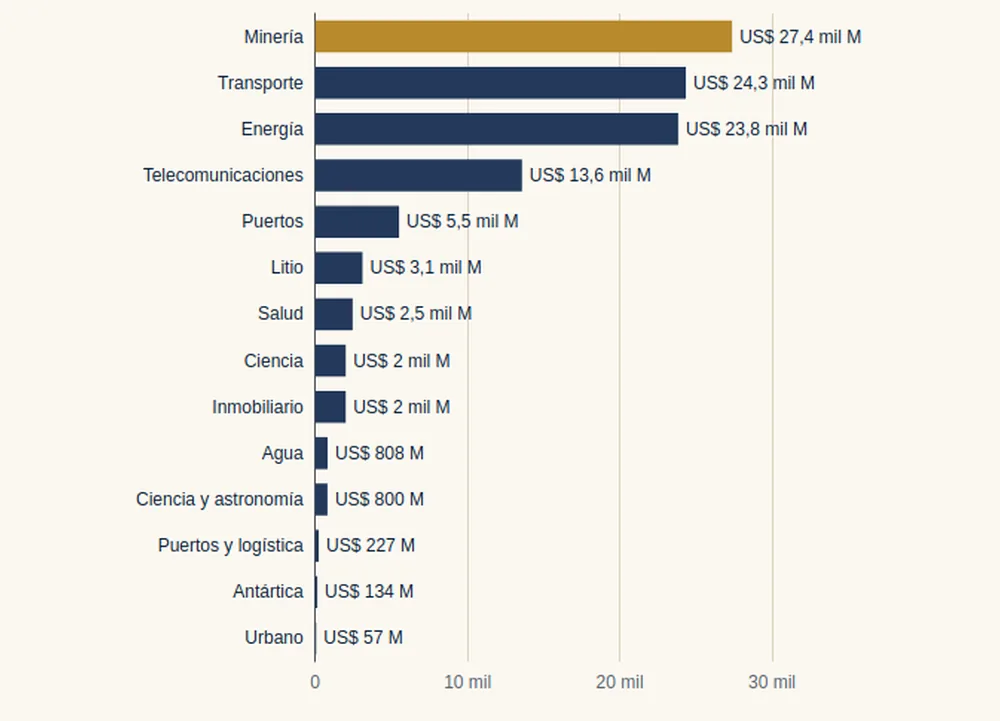 Minería US$ 27,4 mil M
Transporte US$ 24,3 mil M
Energía US$ 23,8 mil M
Telecomunicaciones US$ 13,6 mil M
Puertos US$ 5,5 mil M
Litio US$ 3,1 mil M
Salud US$ 2,5 mil M
Ciencia US$ 2 mil M
Inmobiliario US$ 2 mil M
Agua US$ 808 M
Ciencia y astronomía US$ 800 M
Puertos y logística US$ 227 M
Antártica US$ 134 M
Urbano US$ 57 M
0 10 mil 20 mil 30 mil